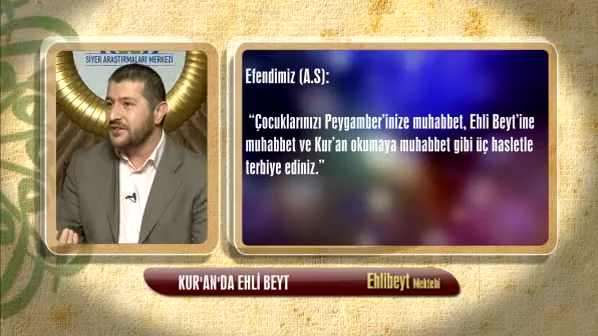 SİYER ARAŞTIRMALARI MERKEZİ
Efendimiz (A.S):
“Çocuklarınızı Peygamber’inize muhabbet, Ehli Beyt’ine
muhabbet ve Kur’an okumaya muhabbet gibi üç hasletle
terbiye ediniz.”
KUR'AN'DA EHLİ BEYT
Ehlibeyt Mektebi